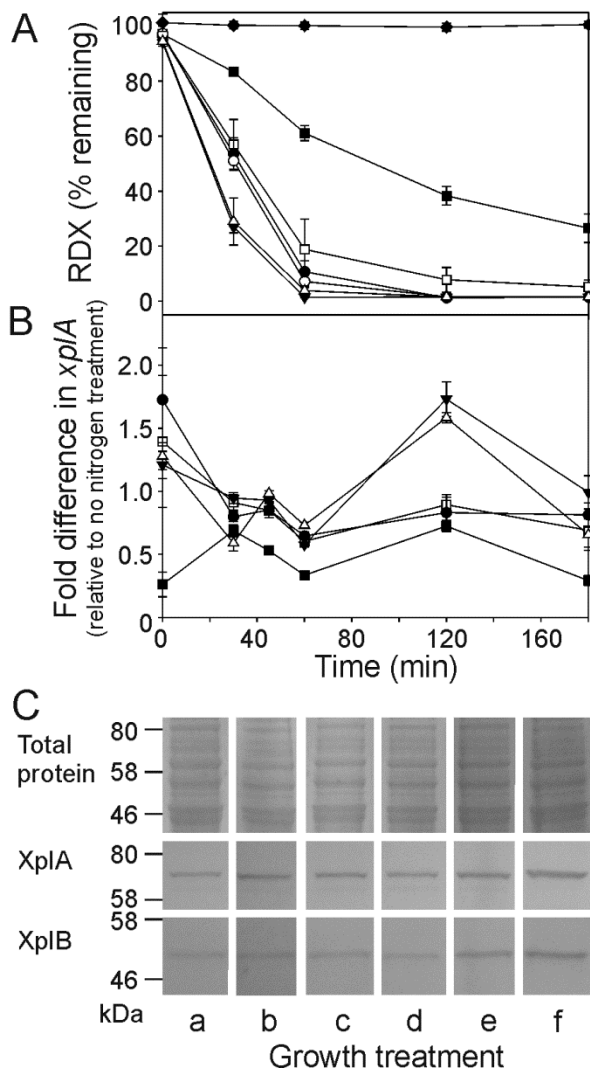 A
RDX (% remaining)
100
80
60
40
20
0
B
Fold difference in xplA
(relative to no nitrogen treatment)
2.0
1.5
1.0
0.5
0
0 40 80 120 160
Time (min)
C
Total
protein
80
58
46
XplA
80
58
XplB
58
46
kDa
a b c d e f
Growth treatment